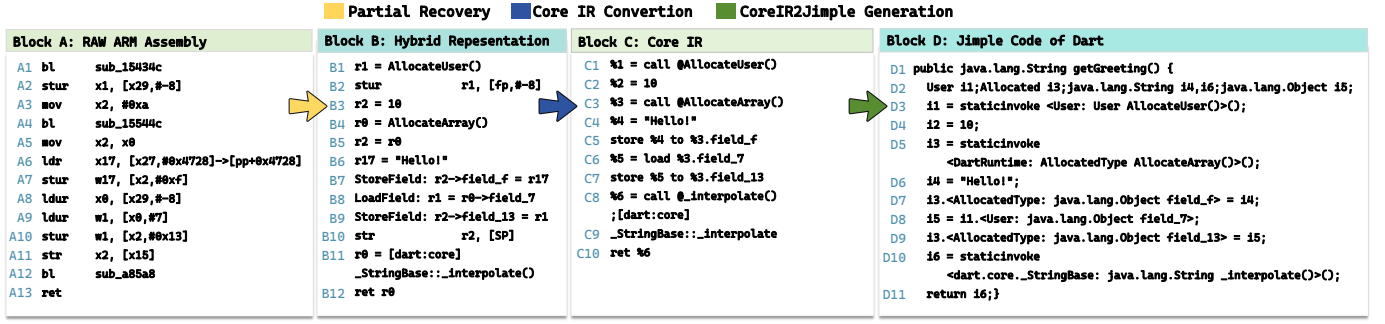 Partial Recovery Core IR Convertion CoreIR2Jimple Generation
Block A: RAW ARM Assembly
A1 bl sub_15434c
A2 stur x1, [x29,#-8]
A3 mov x2, #0xa
A4 bl sub_15544c
A5 mov x2, x0
A6 ldr x17, [x27,#0x4728]->[pp+0x4728]
A7 stur w17, [x2,#0xf]
A8 ldur x0, [x29,#-8]
A9 ldur w1, [x0,#7]
A10 stur w1, [x2,#0x13]
A11 str x2, [x15]
A12 bl sub_a85a8
A13 ret
Block B: Hybrid Repesentation
B1 r1 = AllocateUser()
B2 stur r1, [fp,#-8]
B3 r2 = 10
B4 r0 = AllocateArray()
B5 r2 = r0
B6 r17 = "Hello!"
B7 StoreField: r2->field_f = r17
B8 LoadField: r1 = r0->field_7
B9 StoreField: r2->field_13 = r1
B10 str r2, [SP]
B11 r0 = [dart:core]
_StringBase::_interpolate()
B12 ret r0
Block C: Core IR
C1 %1 = call @AllocateUser()
C2 %2 = 10
C3 %3 = call @AllocateArray()
C4 %4 = "Hello!"
C5 store %4 to %3.field_f
C6 %5 = load %3.field_7
C7 store %5 to %3.field_13
C8 %6 = call @_interpolate()
;[dart:core]
C9 _StringBase::_interpolate
C10 ret %6
Block D: Jimple Code of Dart
D1 public java.lang.String getGreeting() {
D2 User i1;Allocated i3;java.lang.String i4,i6;java.lang.Object i5;
D3 i1 = staticinvoke <User: User AllocateUser()>();
D4 i2 = 10;
D5 i3 = staticinvoke
<DartRuntime: AllocatedType AllocateArray()>();
D6 i4 = "Hello!";
D7 i3.<AllocatedType: java.lang.Object field_f> = i4;
D8 i5 = i1.<User: java.lang.Object field_7>;
D9 i3.<AllocatedType: java.lang.Object field_13> = i5;
D10 i6 = staticinvoke
<dart.core._StringBase: java.lang.String _interpolate()>();
D11 return i6;}